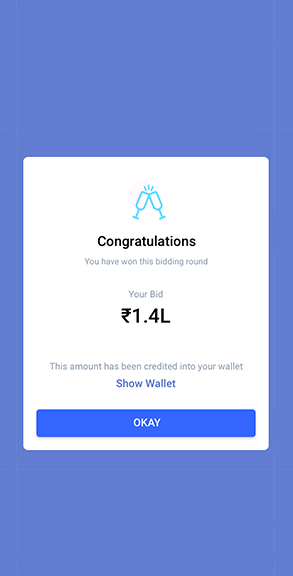 Congratulations
You have won this bidding round
Your Bid
₹1.4L
This amount has been credited into your wallet
Show Wallet
OKAY